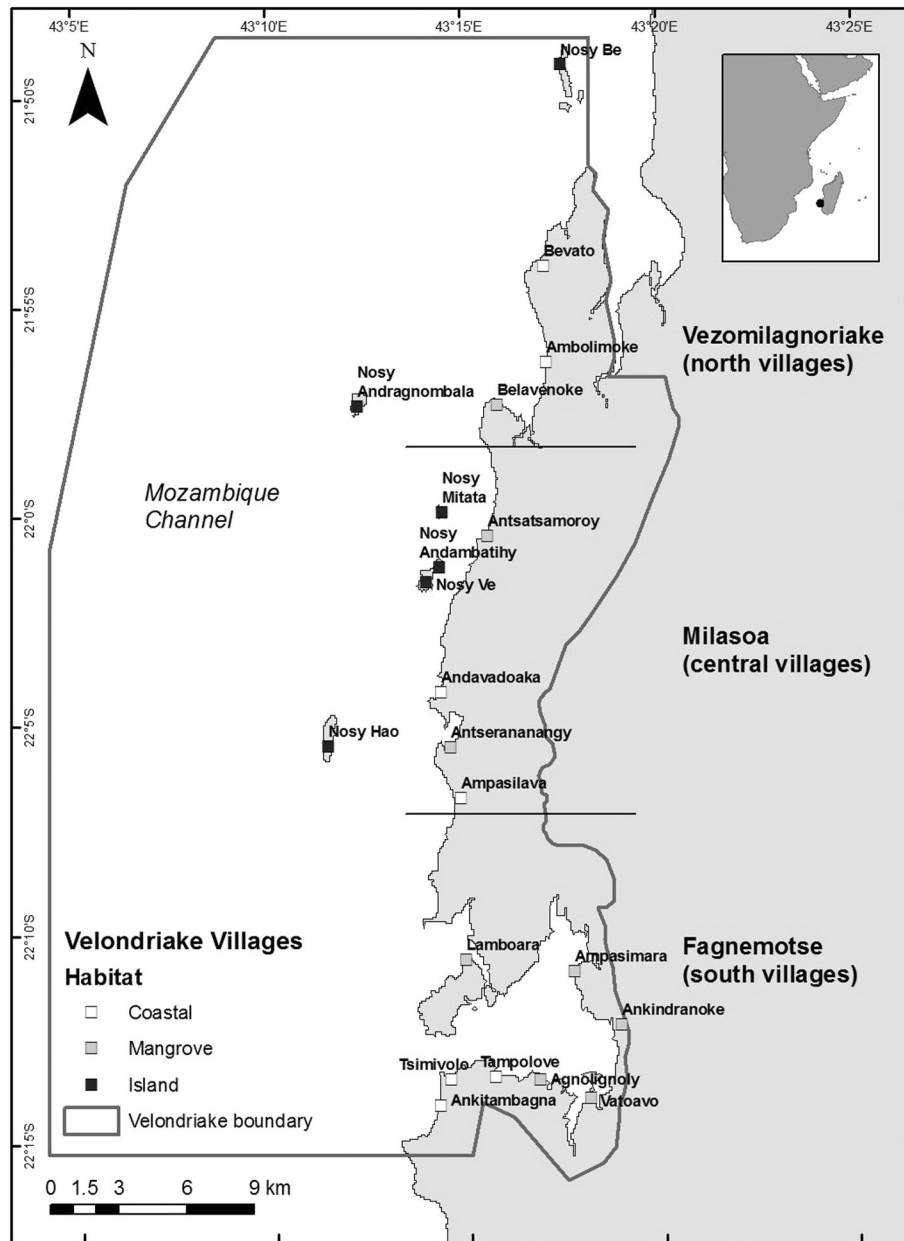 43°5'E
43°10'E
43°15'E
43°20'E
43°25'E
N
21°50'S
21°55'S
22°0'S
22°5'S
22°10'S
22°15'S
Nosy Be
Bevato
Ambolimoke
Nosy
Andragnombala
Belavenoke
Vezomilagnoriake
(north villages)
Mozambique
Channel
Nosy
Mitata
Antsatsamoroy
Nosy
Andambatihy
Nosy Ve
Milasoa
(central villages)
Andavadoaka
Nosy Hao
Antserananangy
Ampasilava
Fagnemotse
(south villages)
Lamboara
Ampasimara
Ankindranoke
Tsimivolo
Tampolove
Agnolignoly
Ankitambagna
Vatoavo
Velondriake Villages
Habitat
Coastal
Mangrove
Island
Velondriake boundary
0 1.5 3 6 9 km